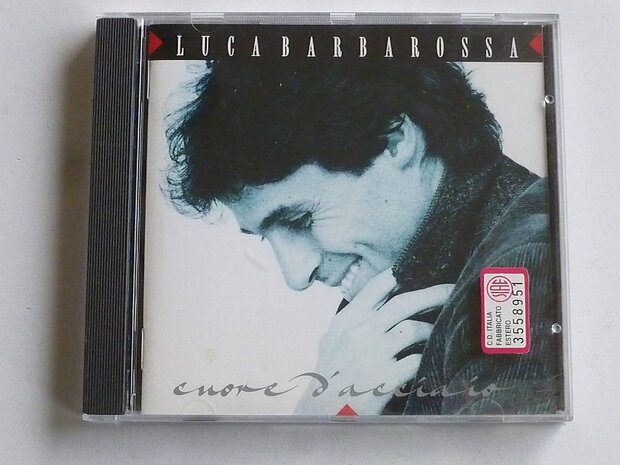 LUCA BARBAROSSA
cuore d'acciaio
C.D. ITALIA
FABBRICATO
ESTERO
3558951
SIAE